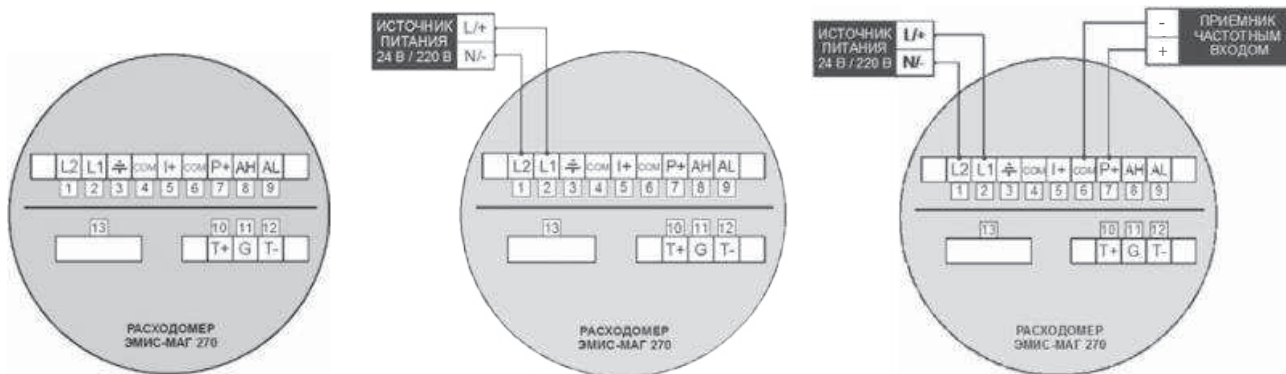 L2 L1 ⏚ COM I+ COM P+ AH AL
1 2 3 4 5 6 7 8 9
13 10 11 12
T+ G T-
РАСХОДОМЕР
ЭМИС-МАГ 270
ИСТОЧНИК
ПИТАНИЯ
24 В / 220 В
L/+
N/-
L2 L1 ⏚ COM I+ COM P+ AH AL
1 2 3 4 5 6 7 8 9
13 10 11 12
T+ G T-
РАСХОДОМЕР
ЭМИС-МАГ 270
ИСТОЧНИК
ПИТАНИЯ
24 В / 220 В
L/+
N/-
-
+
ПРИЕМНИК
ЧАСТОТНЫМ
ВХОДОМ
L2 L1 ⏚ COM I+ COM P+ AH AL
1 2 3 4 5 6 7 8 9
13 10 11 12
T+ G T-
РАСХОДОМЕР
ЭМИС-МАГ 270